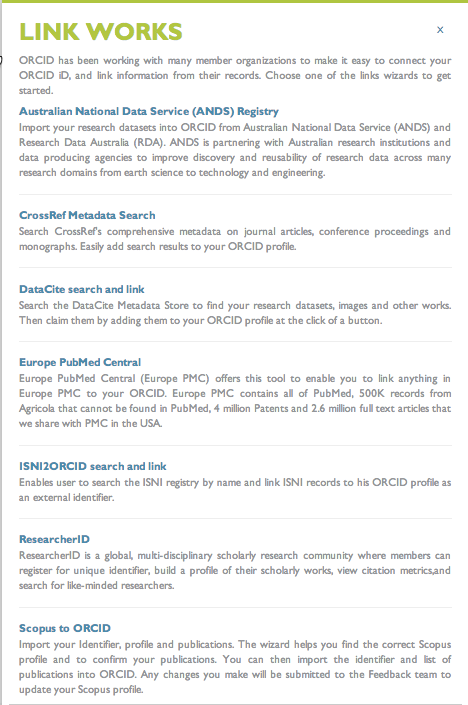 LINK WORKS
x
ORCID has been working with many member organizations to make it easy to connect your
ORCID iD, and link information from their records. Choose one of the links wizards to get
started.
Australian National Data Service (ANDS) Registry
Import your research datasets into ORCID from Australian National Data Service (ANDS) and
Research Data Australia (RDA). ANDS is partnering with Australian research institutions and
data producing agencies to improve discovery and reusability of research data across many
research domains from earth science to technology and engineering.
CrossRef Metadata Search
Search CrossRef's comprehensive metadata on journal articles, conference proceedings and
monographs. Easily add search results to your ORCID profile.
DataCite search and link
Search the DataCite Metadata Store to find your research datasets, images and other works.
Then claim them by adding them to your ORCID profile at the click of a button.
Europe PubMed Central
Europe PubMed Central (Europe PMC) offers this tool to enable you to link anything in
Europe PMC to your ORCID. Europe PMC contains all of PubMed, 500K records from
Agricola that cannot be found in PubMed, 4 million Patents and 2.6 million full text articles that
we share with PMC in the USA.
ISNI2ORCID search and link
Enables user to search the ISNI registry by name and link ISNI records to his ORCID profile as
an external identifier.
ResearcherID
ResearcherID is a global, multi-disciplinary scholarly research community where members can
register for unique identifier, build a profile of their scholarly works, view citation metrics,and
search for like-minded researchers.
Scopus to ORCID
Import your Identifier, profile and publications. The wizard helps you find the correct Scopus
profile and to confirm your publications. You can then import the identifier and list of
publications into ORCID. Any changes you make will be submitted to the Feedback team to
update your Scopus profile.